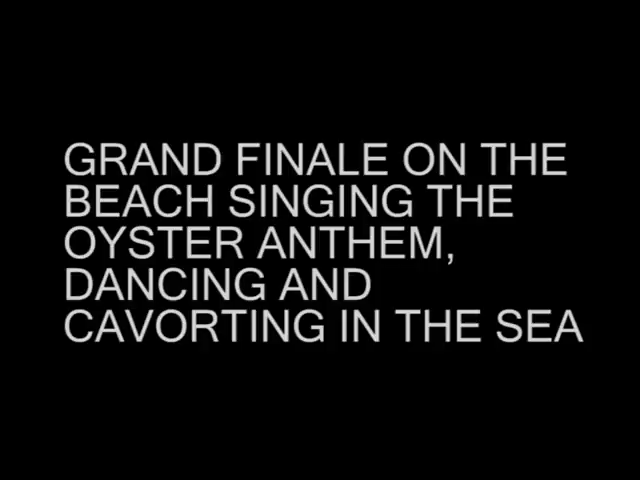 GRAND FINALE ON THE
BEACH SINGING THE
OYSTER ANTHEM,
DANCING AND
CAVORTING IN THE SEA